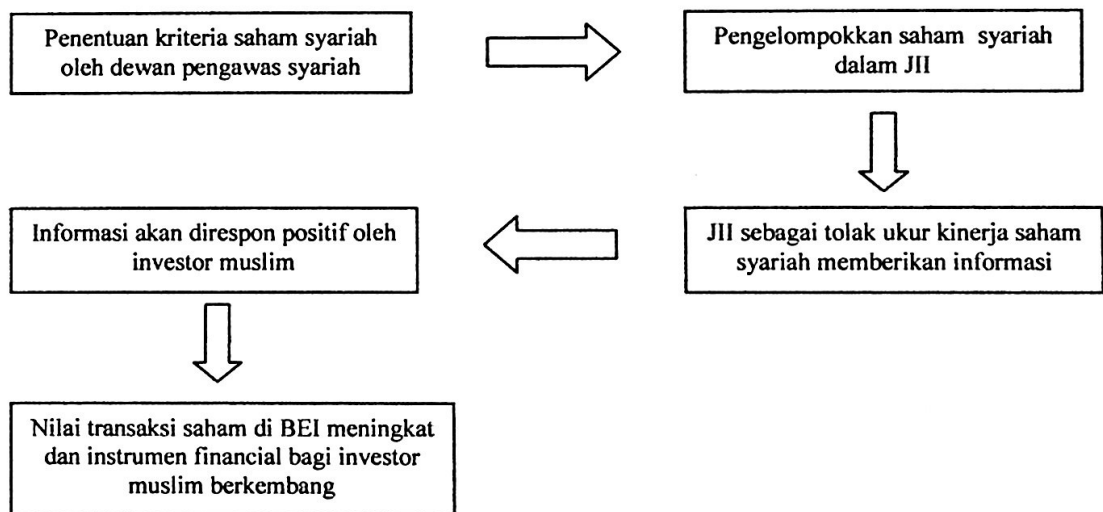 Penentuan kriteria saham syariah
oleh dewan pengawas syariah
Pengelompokkan saham syariah
dalam JII
JII sebagai tolak ukur kinerja saham
syariah memberikan informasi
Informasi akan direspon positif oleh
investor muslim
Nilai transaksi saham di BEI meningkat
dan instrumen financial bagi investor
muslim berkembang